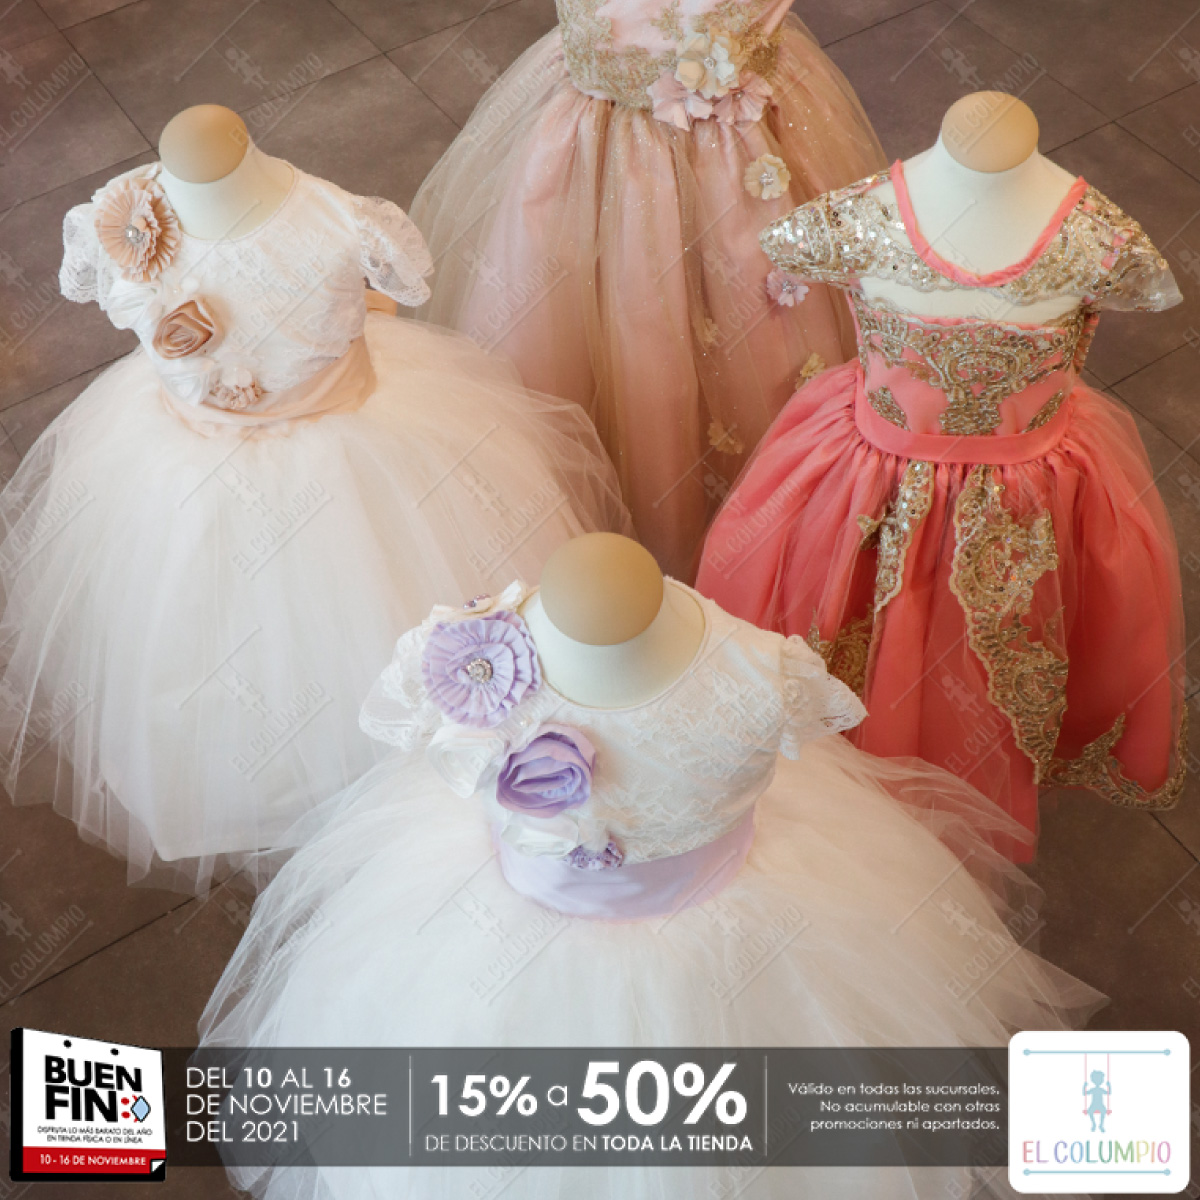 BUEN
FIN:
DISFRUTA LO MÁS BARATO DEL AÑO
EN TIENDA FÍSICA O EN LÍNEA
10 - 16 DE NOVIEMBRE
DEL 10 AL 16
DE NOVIEMBRE
DEL 2021
15% a 50%
DE DESCUENTO EN TODA LA TIENDA
Válido en todas las sucursales.
No acumulable con otras
promociones ni apartados.
EL COLUMPIO